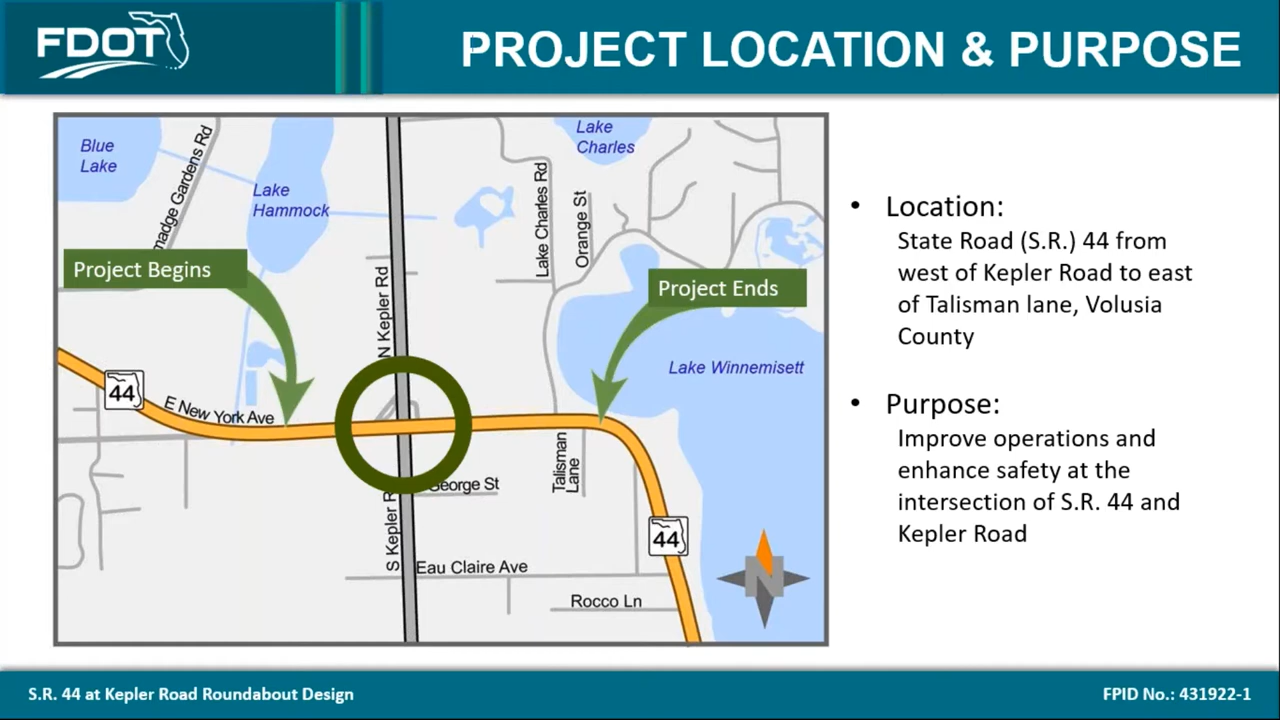 FDOT
PROJECT LOCATION & PURPOSE
Blue
Lake
madge Gardens Rd
Lake
Hammock
Lake
Charles
Lake Charles Rd
Orange St
Project Begins
N Kepler Rd
Project Ends
Lake Winnemisett
44
E New York Ave
Talisman
Lane
George St
S Kepler R
44
Eau Claire Ave
Rocco Ln
N
• Location:
State Road (S.R.) 44 from
west of Kepler Road to east
of Talisman lane, Volusia
County
• Purpose:
Improve operations and
enhance safety at the
intersection of S.R. 44 and
Kepler Road
S.R. 44 at Kepler Road Roundabout Design
FPID No.: 431922-1